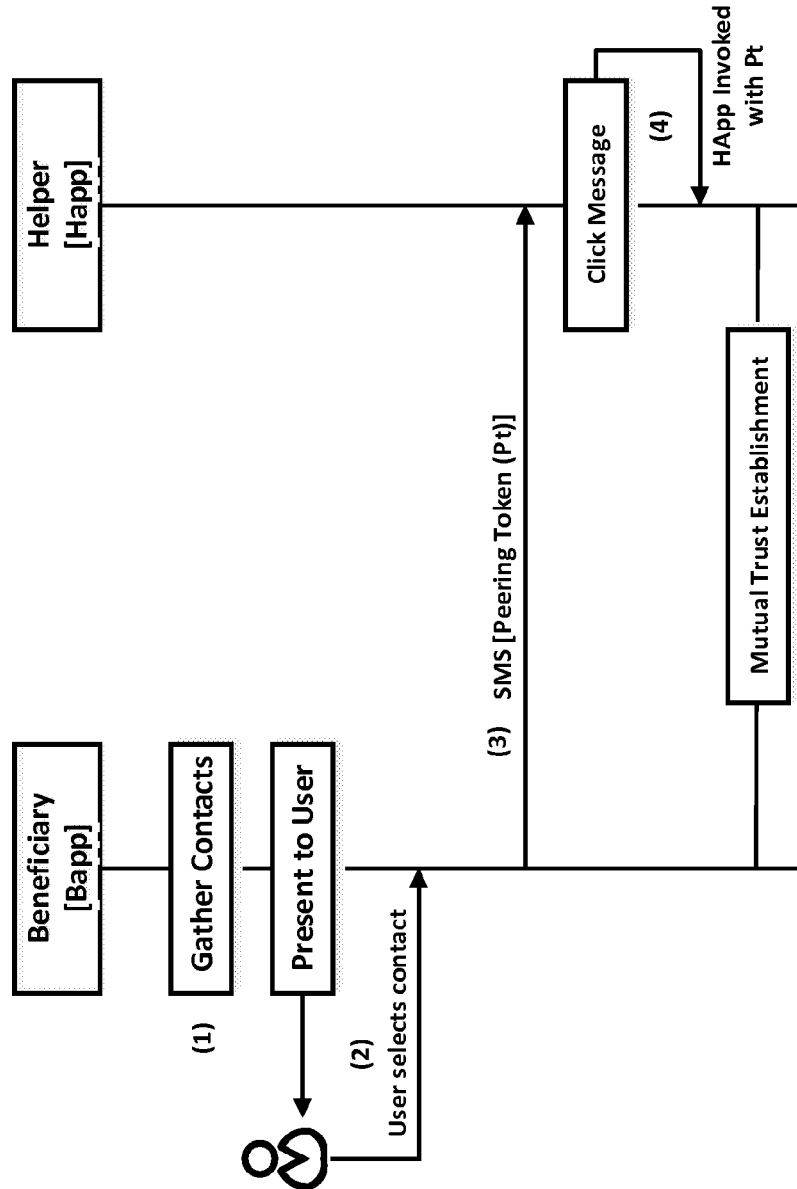 Beneficiary
[Bapp]
Helper
[Happ]
(1)
Gather Contacts
Present to User
(2)
User selects contact
(3)
SMS [Peering Token (Pt)]
Click Message
(4)
HApp Invoked
with Pt
Mutual Trust Establishment